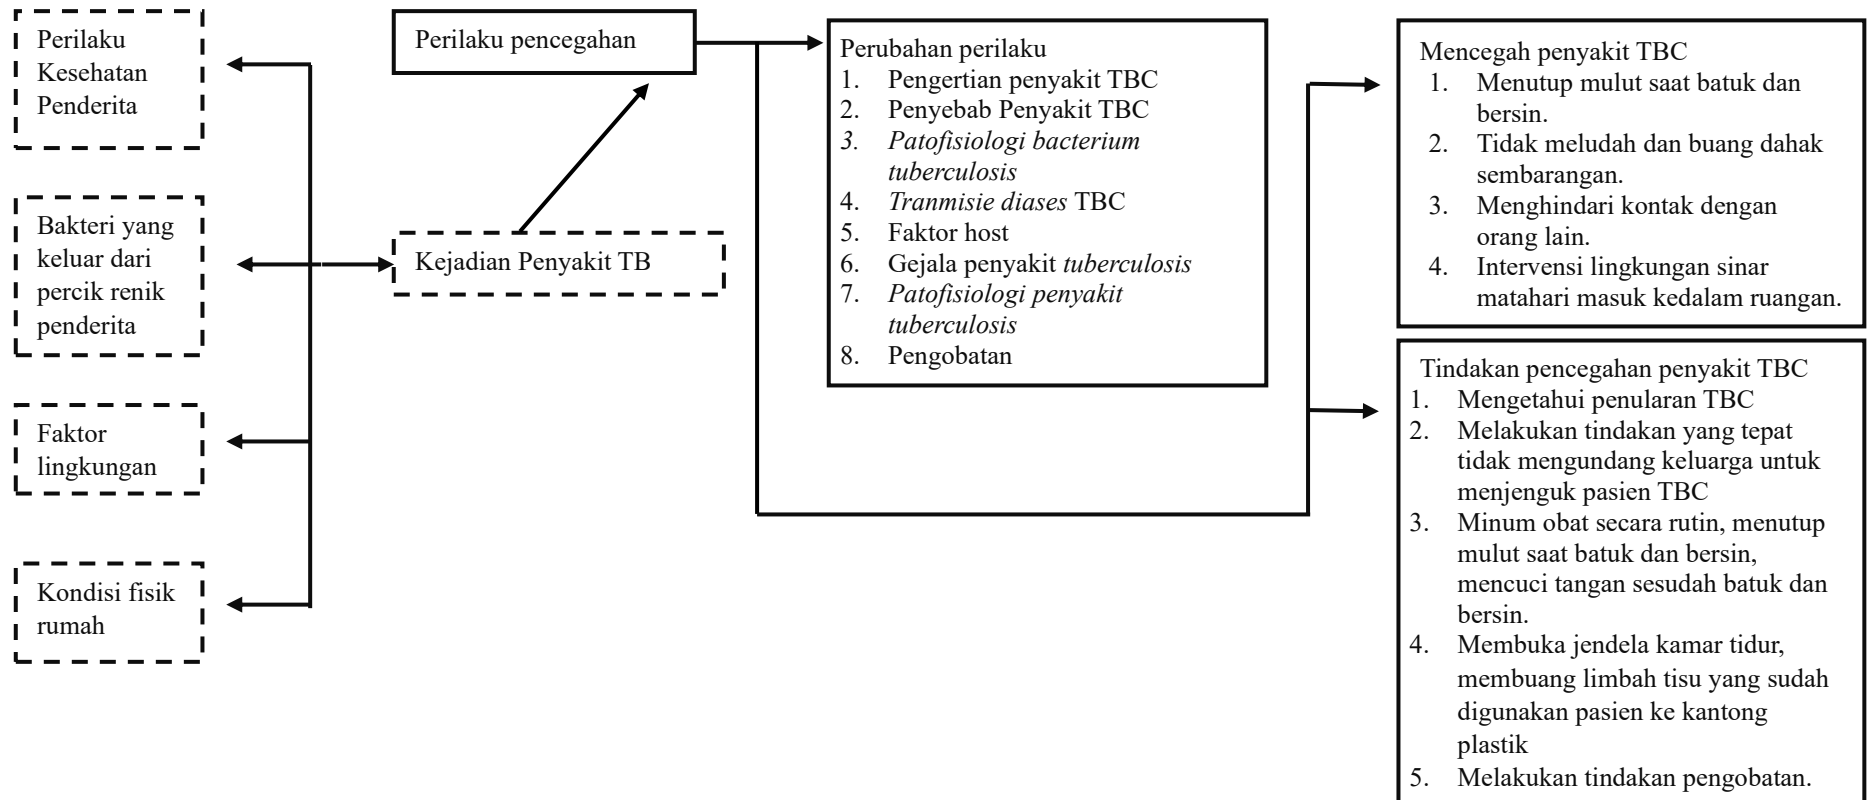 Perilaku
Kesehatan
Penderita
Bakteri yang
keluar dari
percik renik
penderita
Faktor
lingkungan
Kondisi fisik
rumah
Perilaku pencegahan
Kejadian Penyakit TB
Perubahan perilaku
1. Pengertian penyakit TBC
2. Penyebab Penyakit TBC
3. Patofisiologi bacterium
tuberculosis
4. Tranmisie diases TBC
5. Faktor host
6. Gejala penyakit tuberculosis
7. Patofisiologi penyakit
tuberculosis
8. Pengobatan
Mencegah penyakit TBC
1. Menutup mulut saat batuk dan
bersin.
2. Tidak meludah dan buang dahak
sembarangan.
3. Menghindari kontak dengan
orang lain.
4. Intervensi lingkungan sinar
matahari masuk kedalam ruangan.
Tindakan pencegahan penyakit TBC
1. Mengetahui penularan TBC
2. Melakukan tindakan yang tepat
tidak mengundang keluarga untuk
menjenguk pasien TBC
3. Minum obat secara rutin, menutup
mulut saat batuk dan bersin,
mencuci tangan sesudah batuk dan
bersin.
4. Membuka jendela kamar tidur,
membuang limbah tisu yang sudah
digunakan pasien ke kantong
plastik
5. Melakukan tindakan pengobatan.